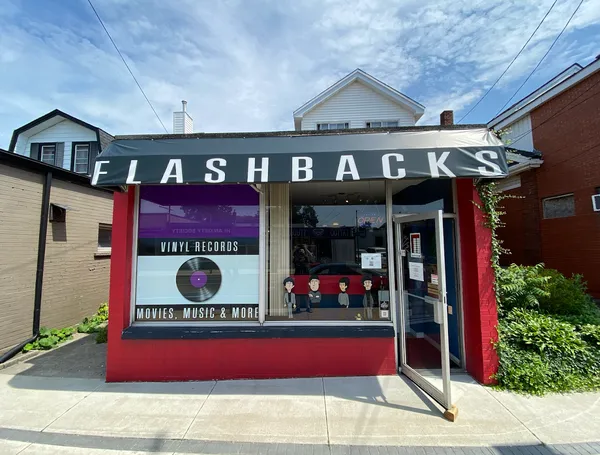 FLASHBACKS
VINYL RECORDS
MOVIES, MUSIC & MORE